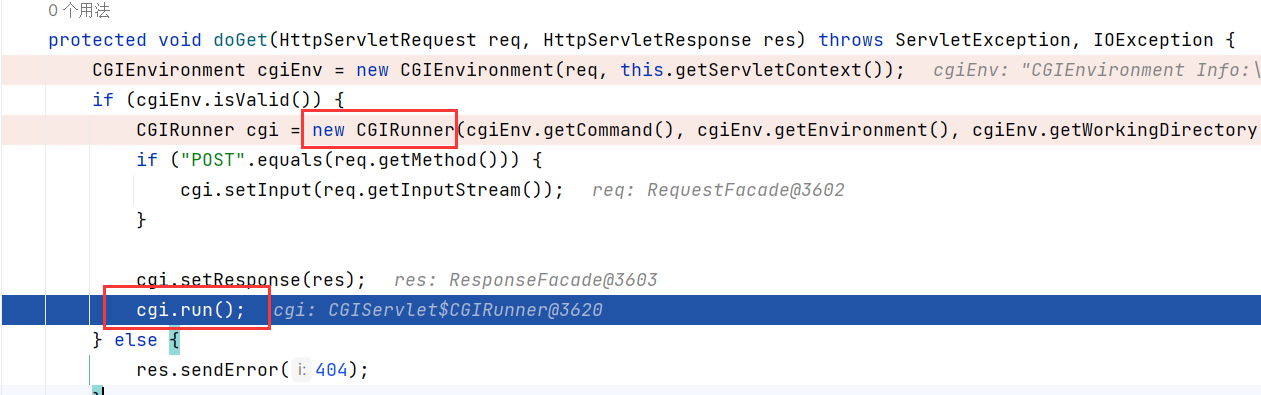 0 个用法
protected void doGet(HttpServletRequest req, HttpServletResponse res) throws ServletException, IOException {
CGIEnvironment cgiEnv = new CGIEnvironment(req, this.getServletContext()); cgiEnv: "CGIEnvironment Info:\
if (cgiEnv.isValid()) {
CGIRunner cgi = new CGIRunner(cgiEnv.getCommand(), cgiEnv.getEnvironment(), cgiEnv.getWorkingDirectory
if ("POST".equals(req.getMethod())) {
cgi.setInput(req.getInputStream()); req: RequestFacade@3602
}
cgi.setResponse(res); res: ResponseFacade@3603
cgi.run(); cgi: CGIServlet$CGIRunner@3620
} else {
res.sendError( i: 404);
}